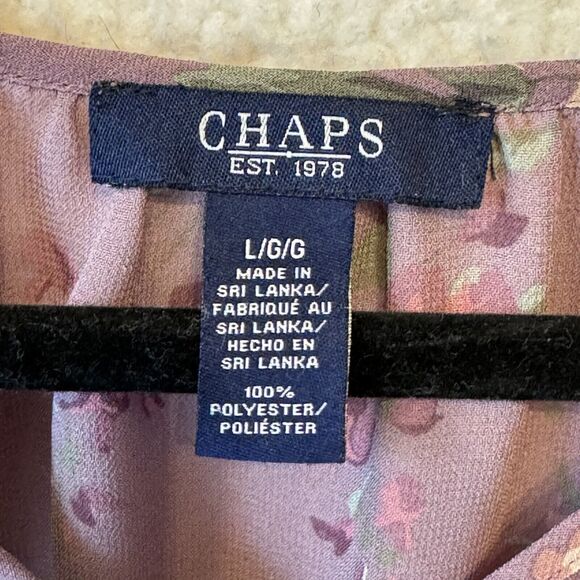 CHAPS
EST. 1978
L/G/G
MADE IN
SRI LANKA/
FABRIQUÉ AU
SRI LANKA/
HECHO EN
SRI LANKA
100%
POLYESTER/
POLIÉSTER